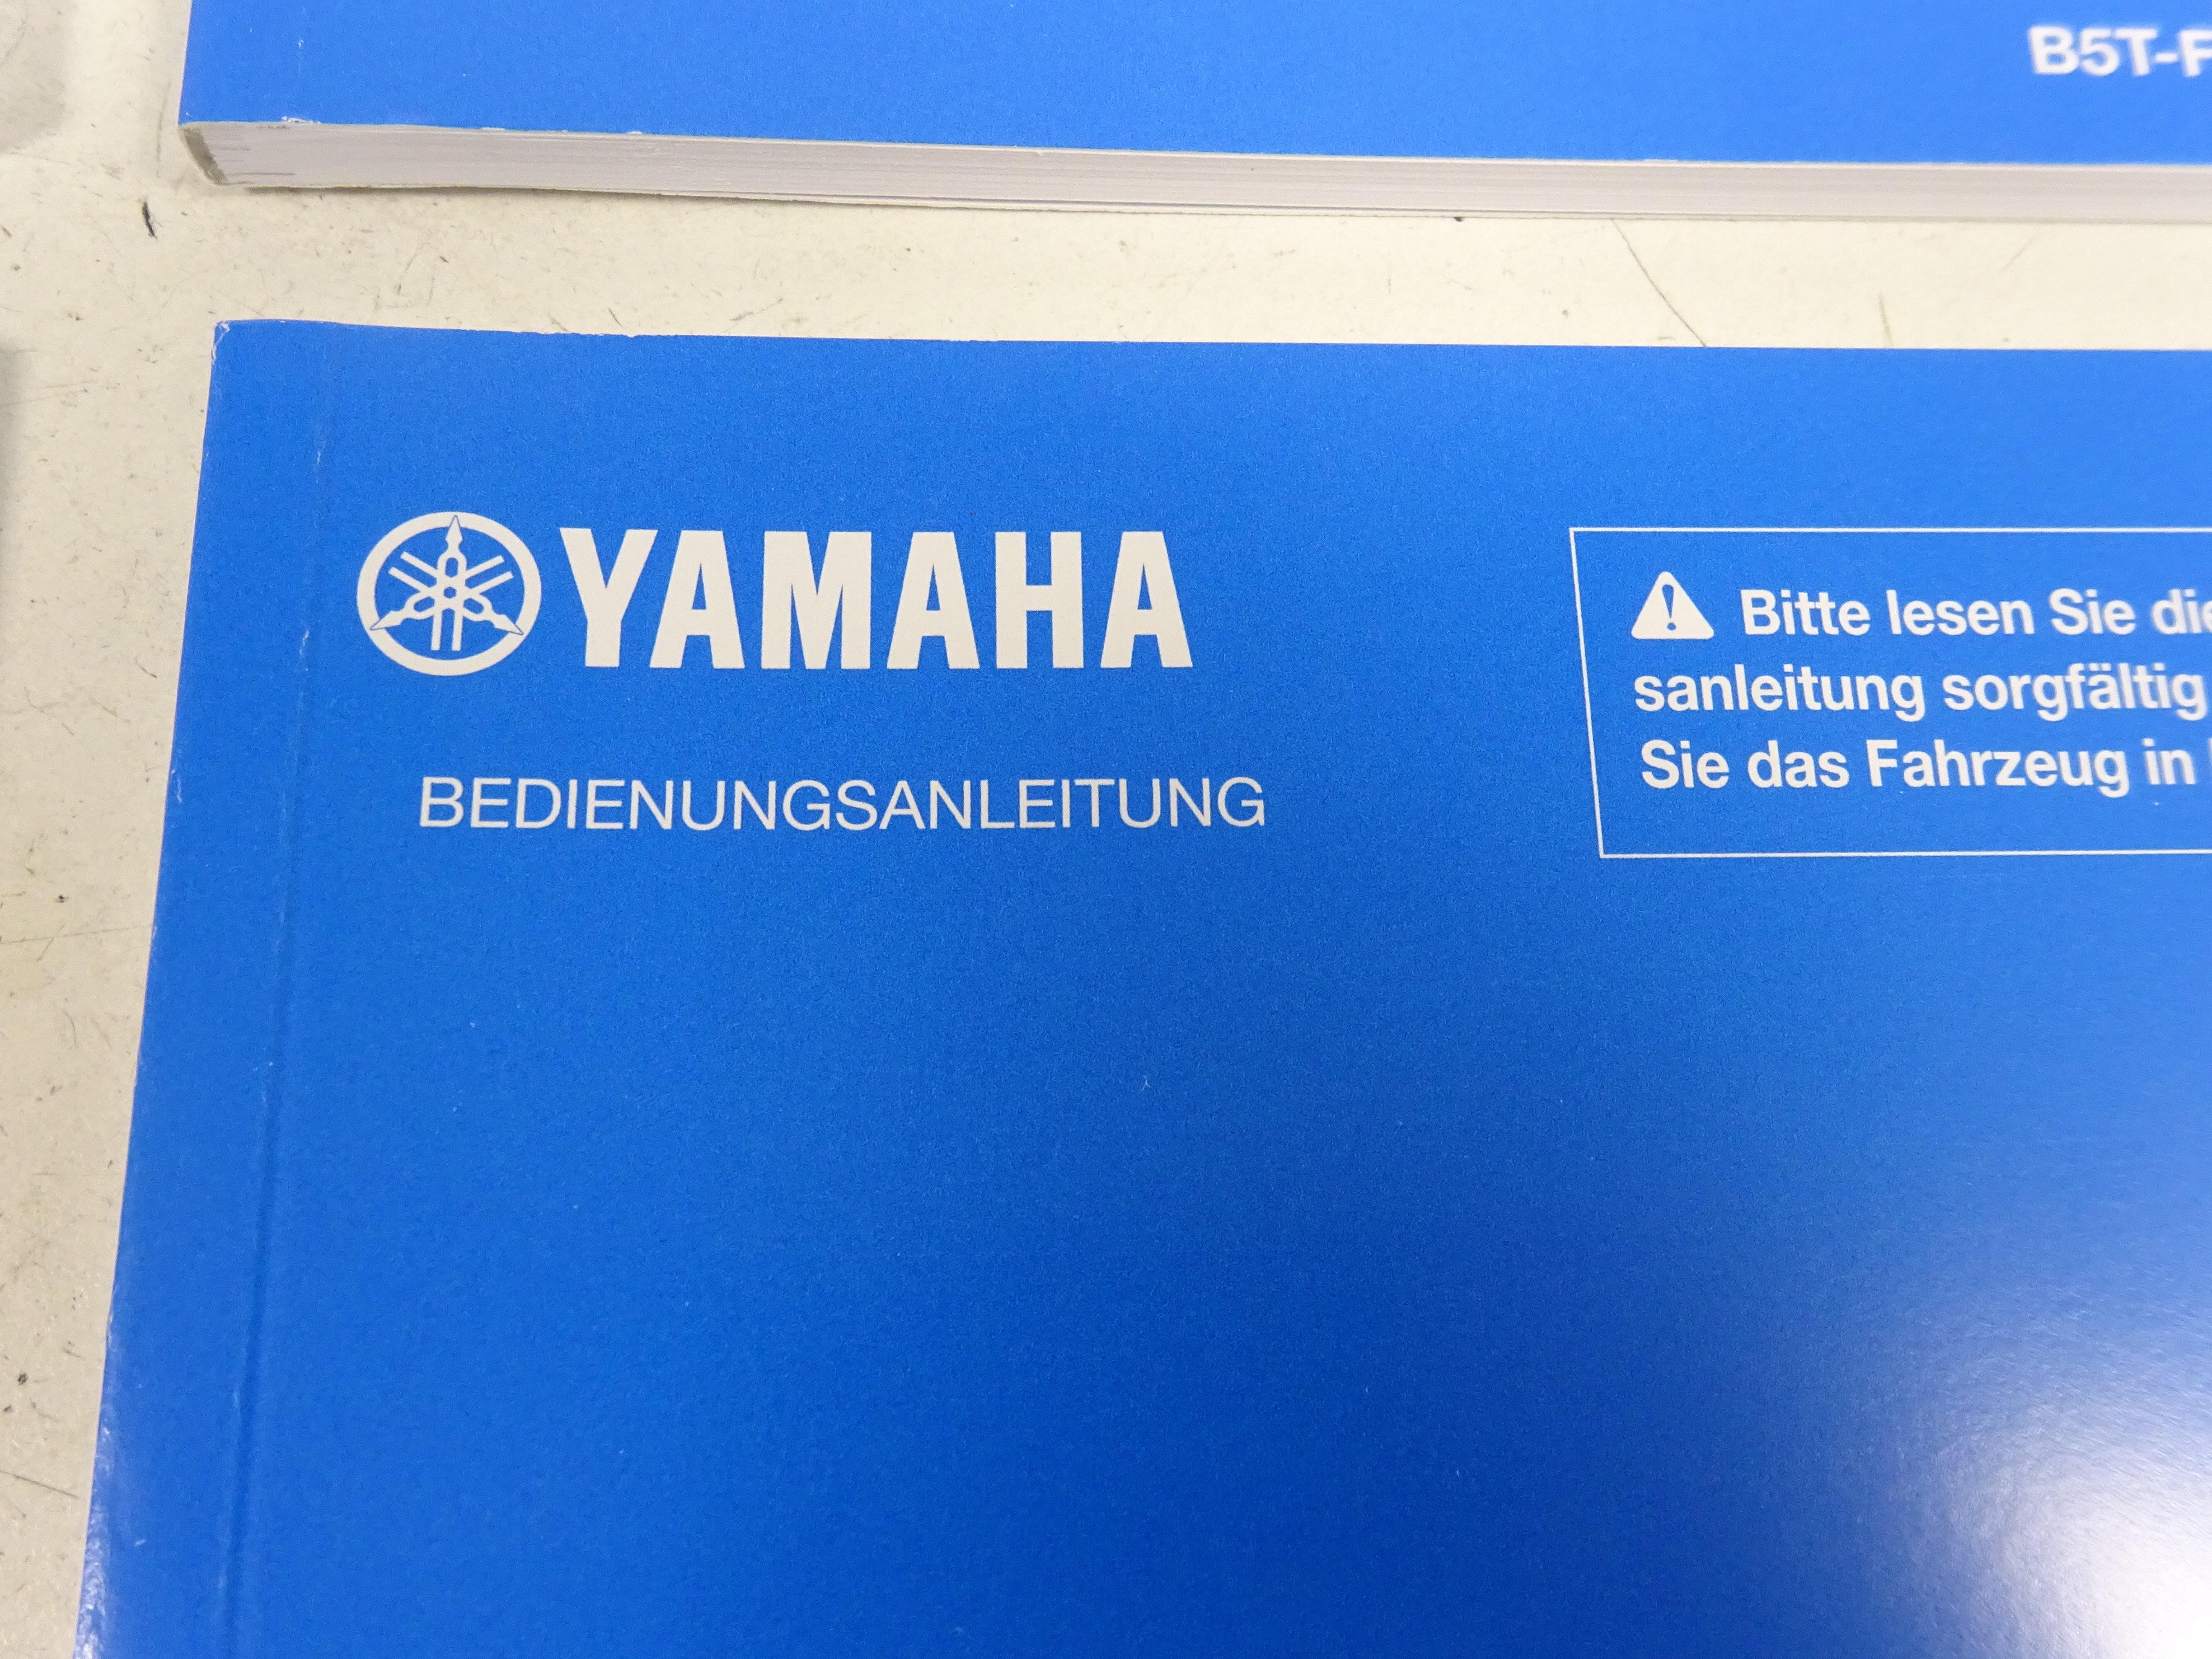 B5T-F
YAMAHA
BEDIENUNGSANLEITUNG
Bitte lesen Sie die
sanleitung sorgfältig
Sie das Fahrzeug in